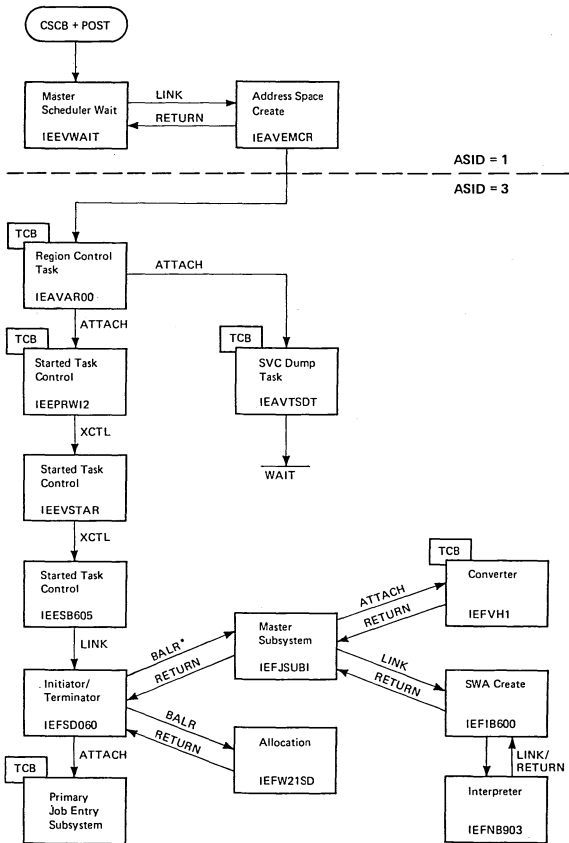 CSCB + POST
Master
Scheduler Wait
IEEVWAIT
LINK
RETURN
Address Space
Create
IEAVEMCR
ASID = 1
ASID = 3
TCB
Region Control
Task
IEAVAR00
ATTACH
ATTACH
TCB
Started Task
Control
IEEPRWI2
TCB
SVC Dump
Task
IEAVTSDT
WAIT
XCTL
Started Task
Control
IEEVSTAR
XCTL
Started Task
Control
IEESB605
LINK
Initiator/
Terminator
IEFSD060
BALR*
RETURN
Master
Subsystem
IEFJSUBI
ATTACH
RETURN
TCB
Converter
IEFVH1
LINK
RETURN
SWA Create
IEFIB600
BALR
RETURN
Allocation
IEFW21SD
LINK/
RETURN
Interpreter
IEFNB903
ATTACH
TCB
Primary
Job Entry
Subsystem